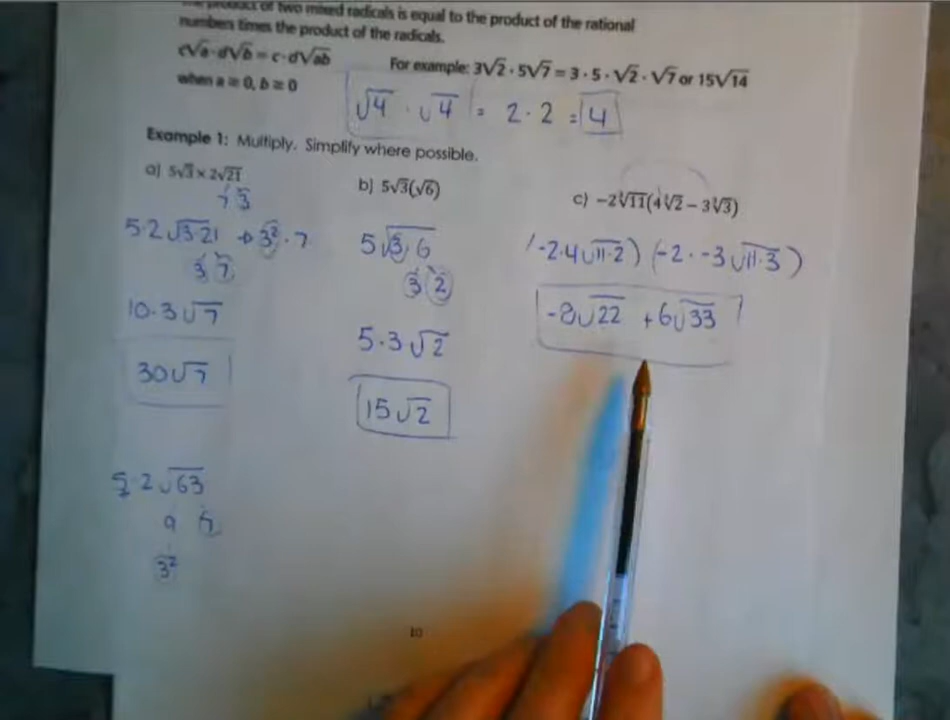 product of two mixed radicals is equal to the product of the rational
numbers times the product of the radicals.
c√a · d√b = c · d√ab
For example: 3√2 · 5√7 = 3 · 5 · √2 · √7 or 15√14
when a ≥ 0, b ≥ 0
√4 · √4 = 2 · 2 = 4
Example 1: Multiply. Simplify where possible.
a) 5√3 × 2√21
7 3
5·2√3·21 → 3² · 7
3 7
10·3√7
30√7
5·2√63
9 7
3²
b) 5√3(√6)
5√3·6
3 2
5·3√2
15√2
c) -2∛11(4∛2 − 3∛3)
(-2·4√11·2) (-2·-3√11·3)
-8√22 +6√33
10